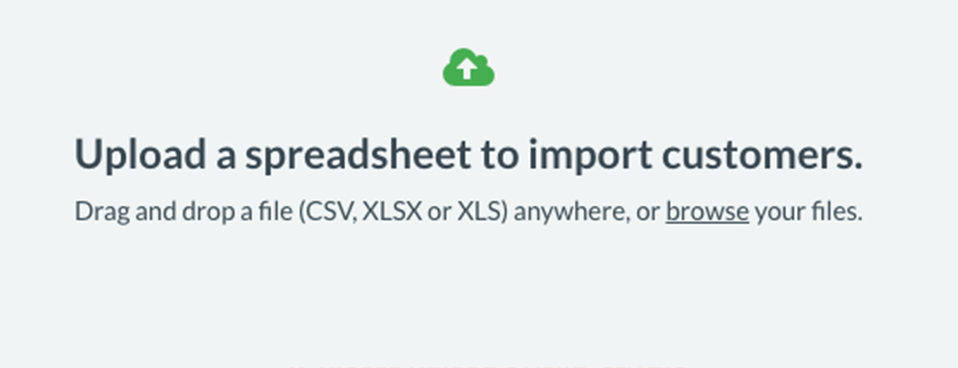 Upload a spreadsheet to import customers.
Drag and drop a file (CSV, XLSX or XLS) anywhere, or browse your files.